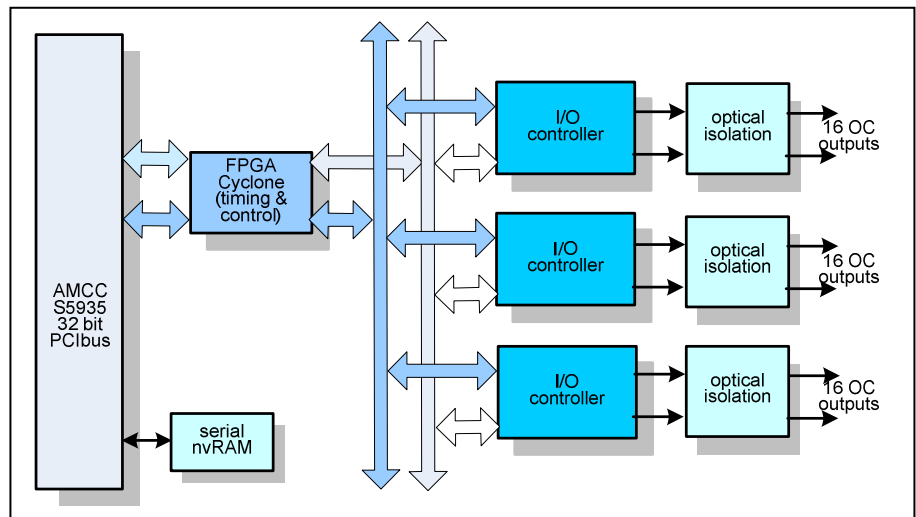 AMCC
S5935
32 bit
PCIbus
FPGA
Cyclone
(timing &
control)
serial
nvRAM
I/O
controller
optical
isolation
16 OC
outputs
I/O
controller
optical
isolation
16 OC
outputs
I/O
controller
optical
isolation
16 OC
outputs